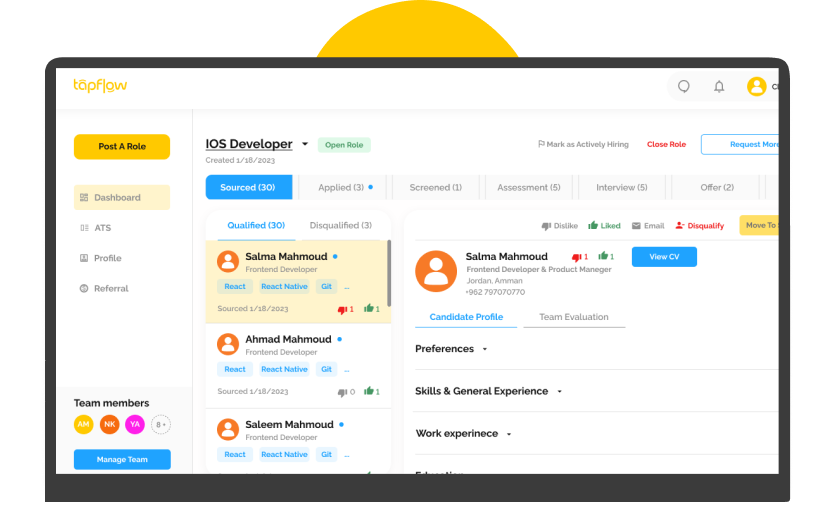 tapflow
Post A Role
Dashboard
ATS
Profile
Referral
Team members
AM NK YA 8+
Manage Team
IOS Developer Open Role
Created 1/18/2023
Mark as Actively Hiring Close Role Request More
Sourced (30) Applied (3) Screened (1) Assessment (5) Interview (5) Offer (2)
Qualified (30) Disqualified (3)
Salma Mahmoud
Frontend Developer
React React Native Git ...
Sourced 1/18/2023 1 1
Ahmad Mahmoud
Frontend Developer
React React Native Git ...
Sourced 1/18/2023 0 1
Saleem Mahmoud
Frontend Developer
React React Native Git ...
Dislike Liked Email Disqualify Move To
Salma Mahmoud 1 1 View CV
Frontend Developer & Product Maneger
Jordan, Amman
+962 797070770
Candidate Profile Team Evaluation
Preferences
Skills & General Experience
Work experinece